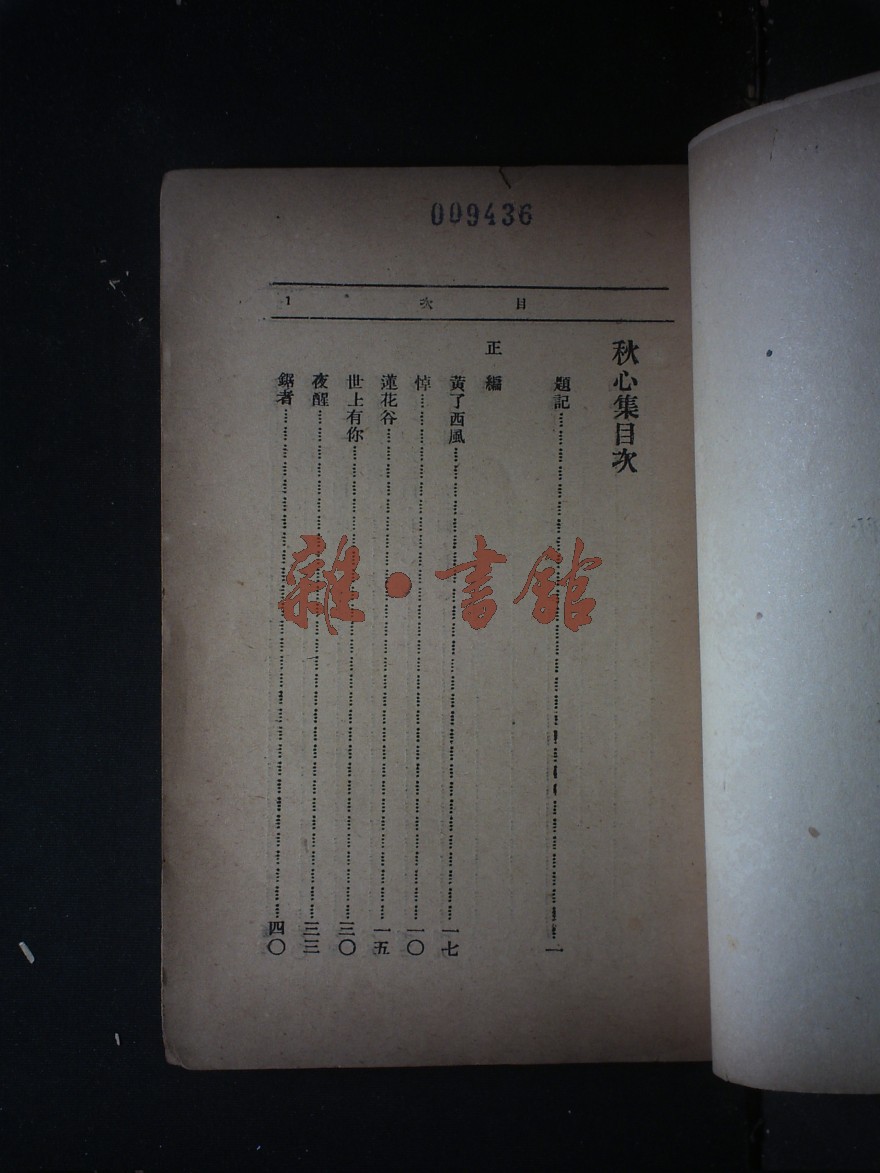 009436
目次 1
秋心集目次
題記……一
正編
黃了西風……一七
悼……一〇
蓮花谷……一五
世上有你……三〇
夜醒……三三
鋸者……四〇
雜·書館